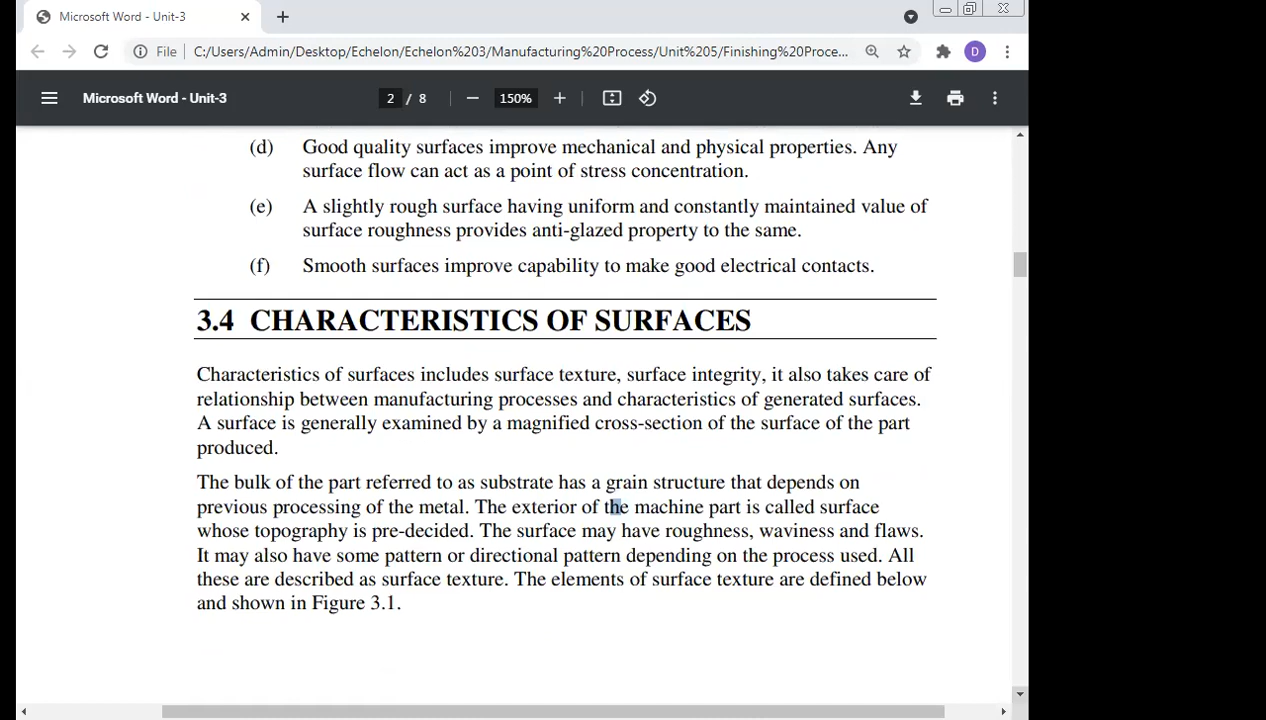 Microsoft Word - Unit-3
File
C:/Users/Admin/Desktop/Echelon/Echelon%203/Manufacturing%20Process/Unit%205/Finishing%20Proce...
D
Microsoft Word - Unit-3
2 / 8
150%
(d) Good quality surfaces improve mechanical and physical properties. Any
surface flow can act as a point of stress concentration.
(e) A slightly rough surface having uniform and constantly maintained value of
surface roughness provides anti-glazed property to the same.
(f) Smooth surfaces improve capability to make good electrical contacts.
3.4 CHARACTERISTICS OF SURFACES
Characteristics of surfaces includes surface texture, surface integrity, it also takes care of
relationship between manufacturing processes and characteristics of generated surfaces.
A surface is generally examined by a magnified cross-section of the surface of the part
produced.
The bulk of the part referred to as substrate has a grain structure that depends on
previous processing of the metal. The exterior of the machine part is called surface
whose topography is pre-decided. The surface may have roughness, waviness and flaws.
It may also have some pattern or directional pattern depending on the process used. All
these are described as surface texture. The elements of surface texture are defined below
and shown in Figure 3.1.